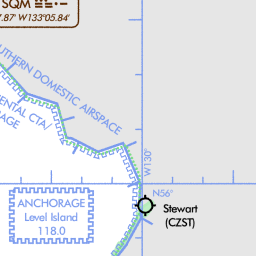 SQM
7.87' W133°05.84'
UTHERN DOMESTIC AIRSPACE
ENTAL CTA/
AGE
W130°
N56°
ANCHORAGE
Level Island
118.0
Stewart
(CZST)